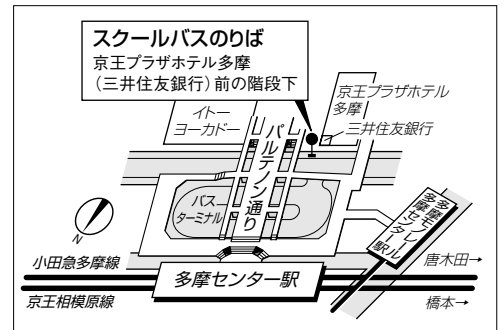 スクールバスのりば
京王プラザホテル多摩
（三井住友銀行）前の階段下
イトー
ヨーカドー
パルテノン通り
京王プラザホテル
多摩
三井住友銀行
バス
ターミナル
多摩モノレール
多摩センター駅
N
小田急多摩線
多摩センター駅
唐木田→
京王相模原線
橋本→